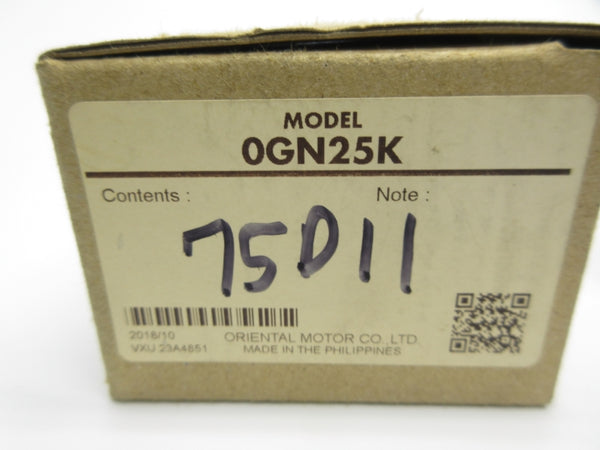 MODEL
0GN25K
Contents :
Note :
75D11
2018/10
ORIENTAL MOTOR CO.,LTD.
VXU 23A4851
MADE IN THE PHILIPPINES